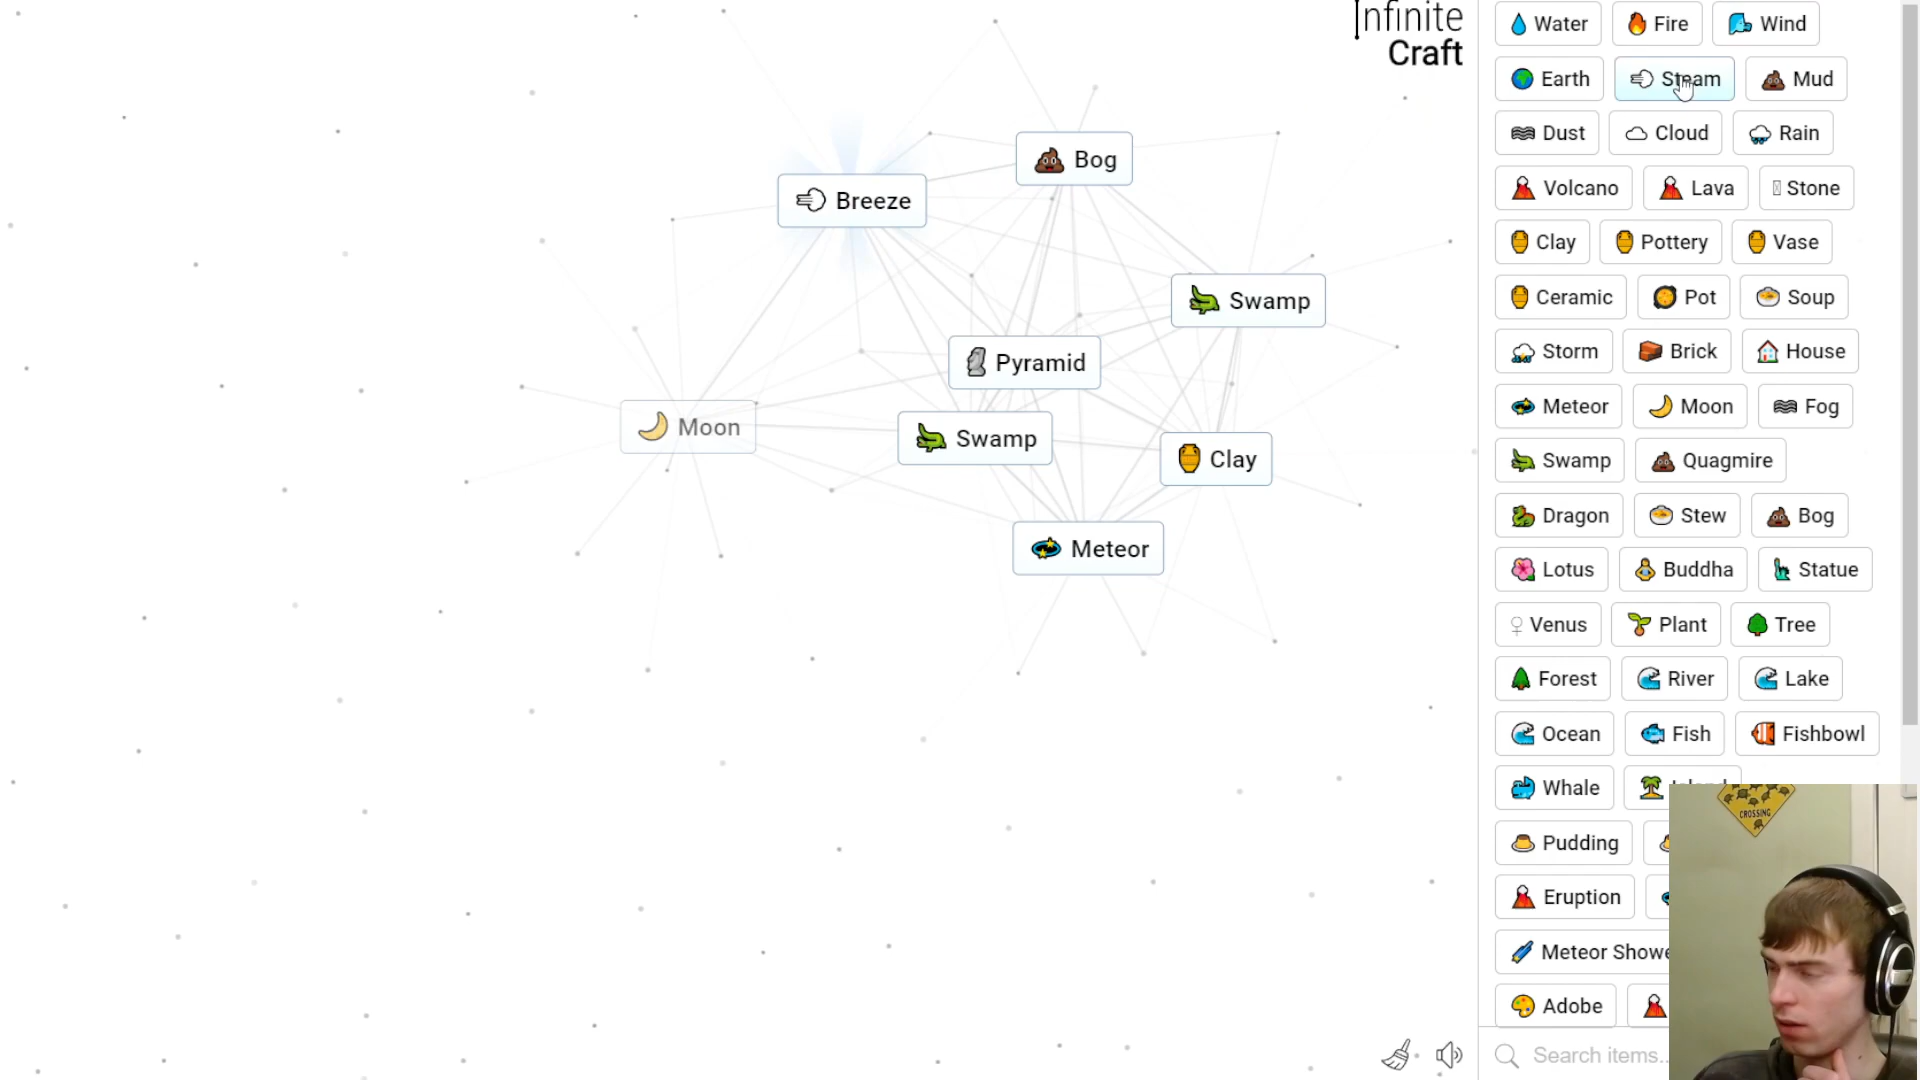 Infinite
Craft
Breeze
Bog
Swamp
Pyramid
Moon
Swamp
Clay
Meteor
Water Fire Wind
Earth Steam Mud
Dust Cloud Rain
Volcano Lava Stone
Clay Pottery Vase
Ceramic Pot Soup
Storm Brick House
Meteor Moon Fog
Swamp Quagmire
Dragon Stew Bog
Lotus Buddha Statue
Venus Plant Tree
Forest River Lake
Ocean Fish Fishbowl
Whale
Pudding
Eruption
Meteor Showe
Adobe
Search items..
CROSSING